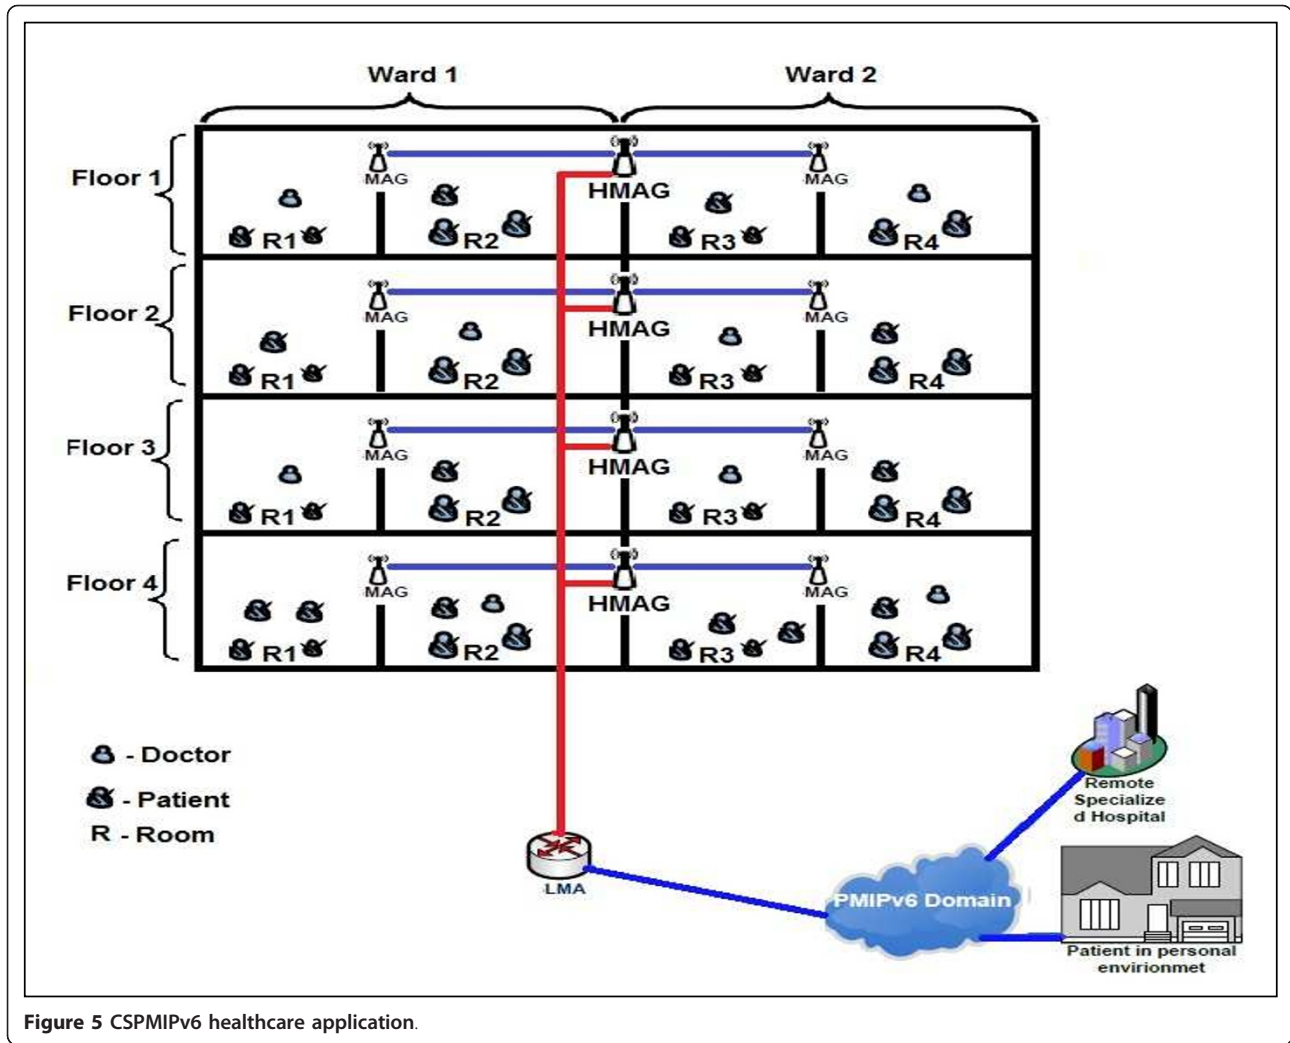 Ward 1
Ward 2
Floor 1
MAG
HMAG
MAG
R1
R2
R3
R4
Floor 2
MAG
HMAG
MAG
R1
R2
R3
R4
Floor 3
MAG
HMAG
MAG
R1
R2
R3
R4
Floor 4
MAG
HMAG
MAG
R1
R2
R3
R4
- Doctor
- Patient
R - Room
LMA
PMIPv6 Domain
Remote
Specialize
d Hospital
Patient in personal
envirionmet
Figure 5 CSPMIPv6 healthcare application.